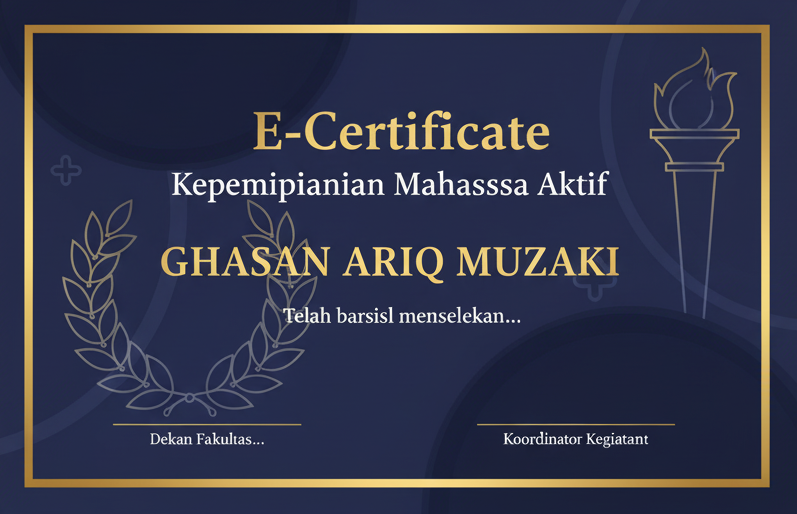 E-Certificate
Kepemipianian Mahasssa Aktif
GHASAN ARIQ MUZAKI
Telah barsisl menselekan...
Dekan Fakultas...
Koordinator Kegiatant